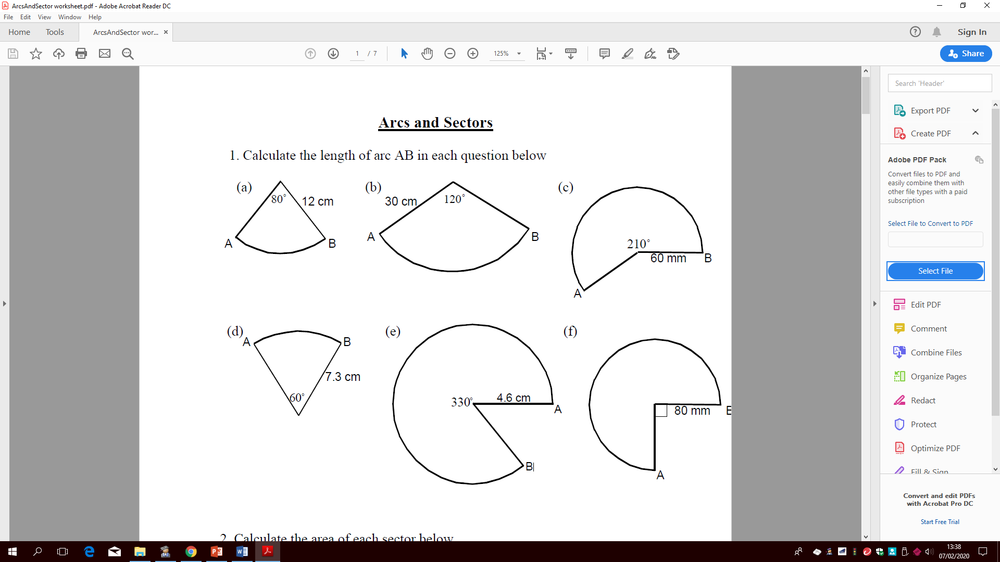 ArcsAndSector worksheet.pdf - Adobe Acrobat Reader DC
File Edit View Window Help
Home Tools ArcsAndSector wor... × Sign In
1 / 7 125% Share
Search 'Header'
Export PDF
Create PDF
Adobe PDF Pack
Convert files to PDF and
easily combine them with
other file types with a paid
subscription
Select File to Convert to PDF
Select File
Edit PDF
Comment
Combine Files
Organize Pages
Redact
Protect
Optimize PDF
Fill & Sign
Convert and edit PDFs
with Acrobat Pro DC
Start Free Trial
Arcs and Sectors
1. Calculate the length of arc AB in each question below
(a) 80° 12 cm A B
(b) 30 cm 120° A B
(c) 210° 60 mm B A
(d) A B 7.3 cm 60°
(e) 330° 4.6 cm A B
(f) 80 mm B A
2. Calculate the area of each sector below
13:38
07/02/2020